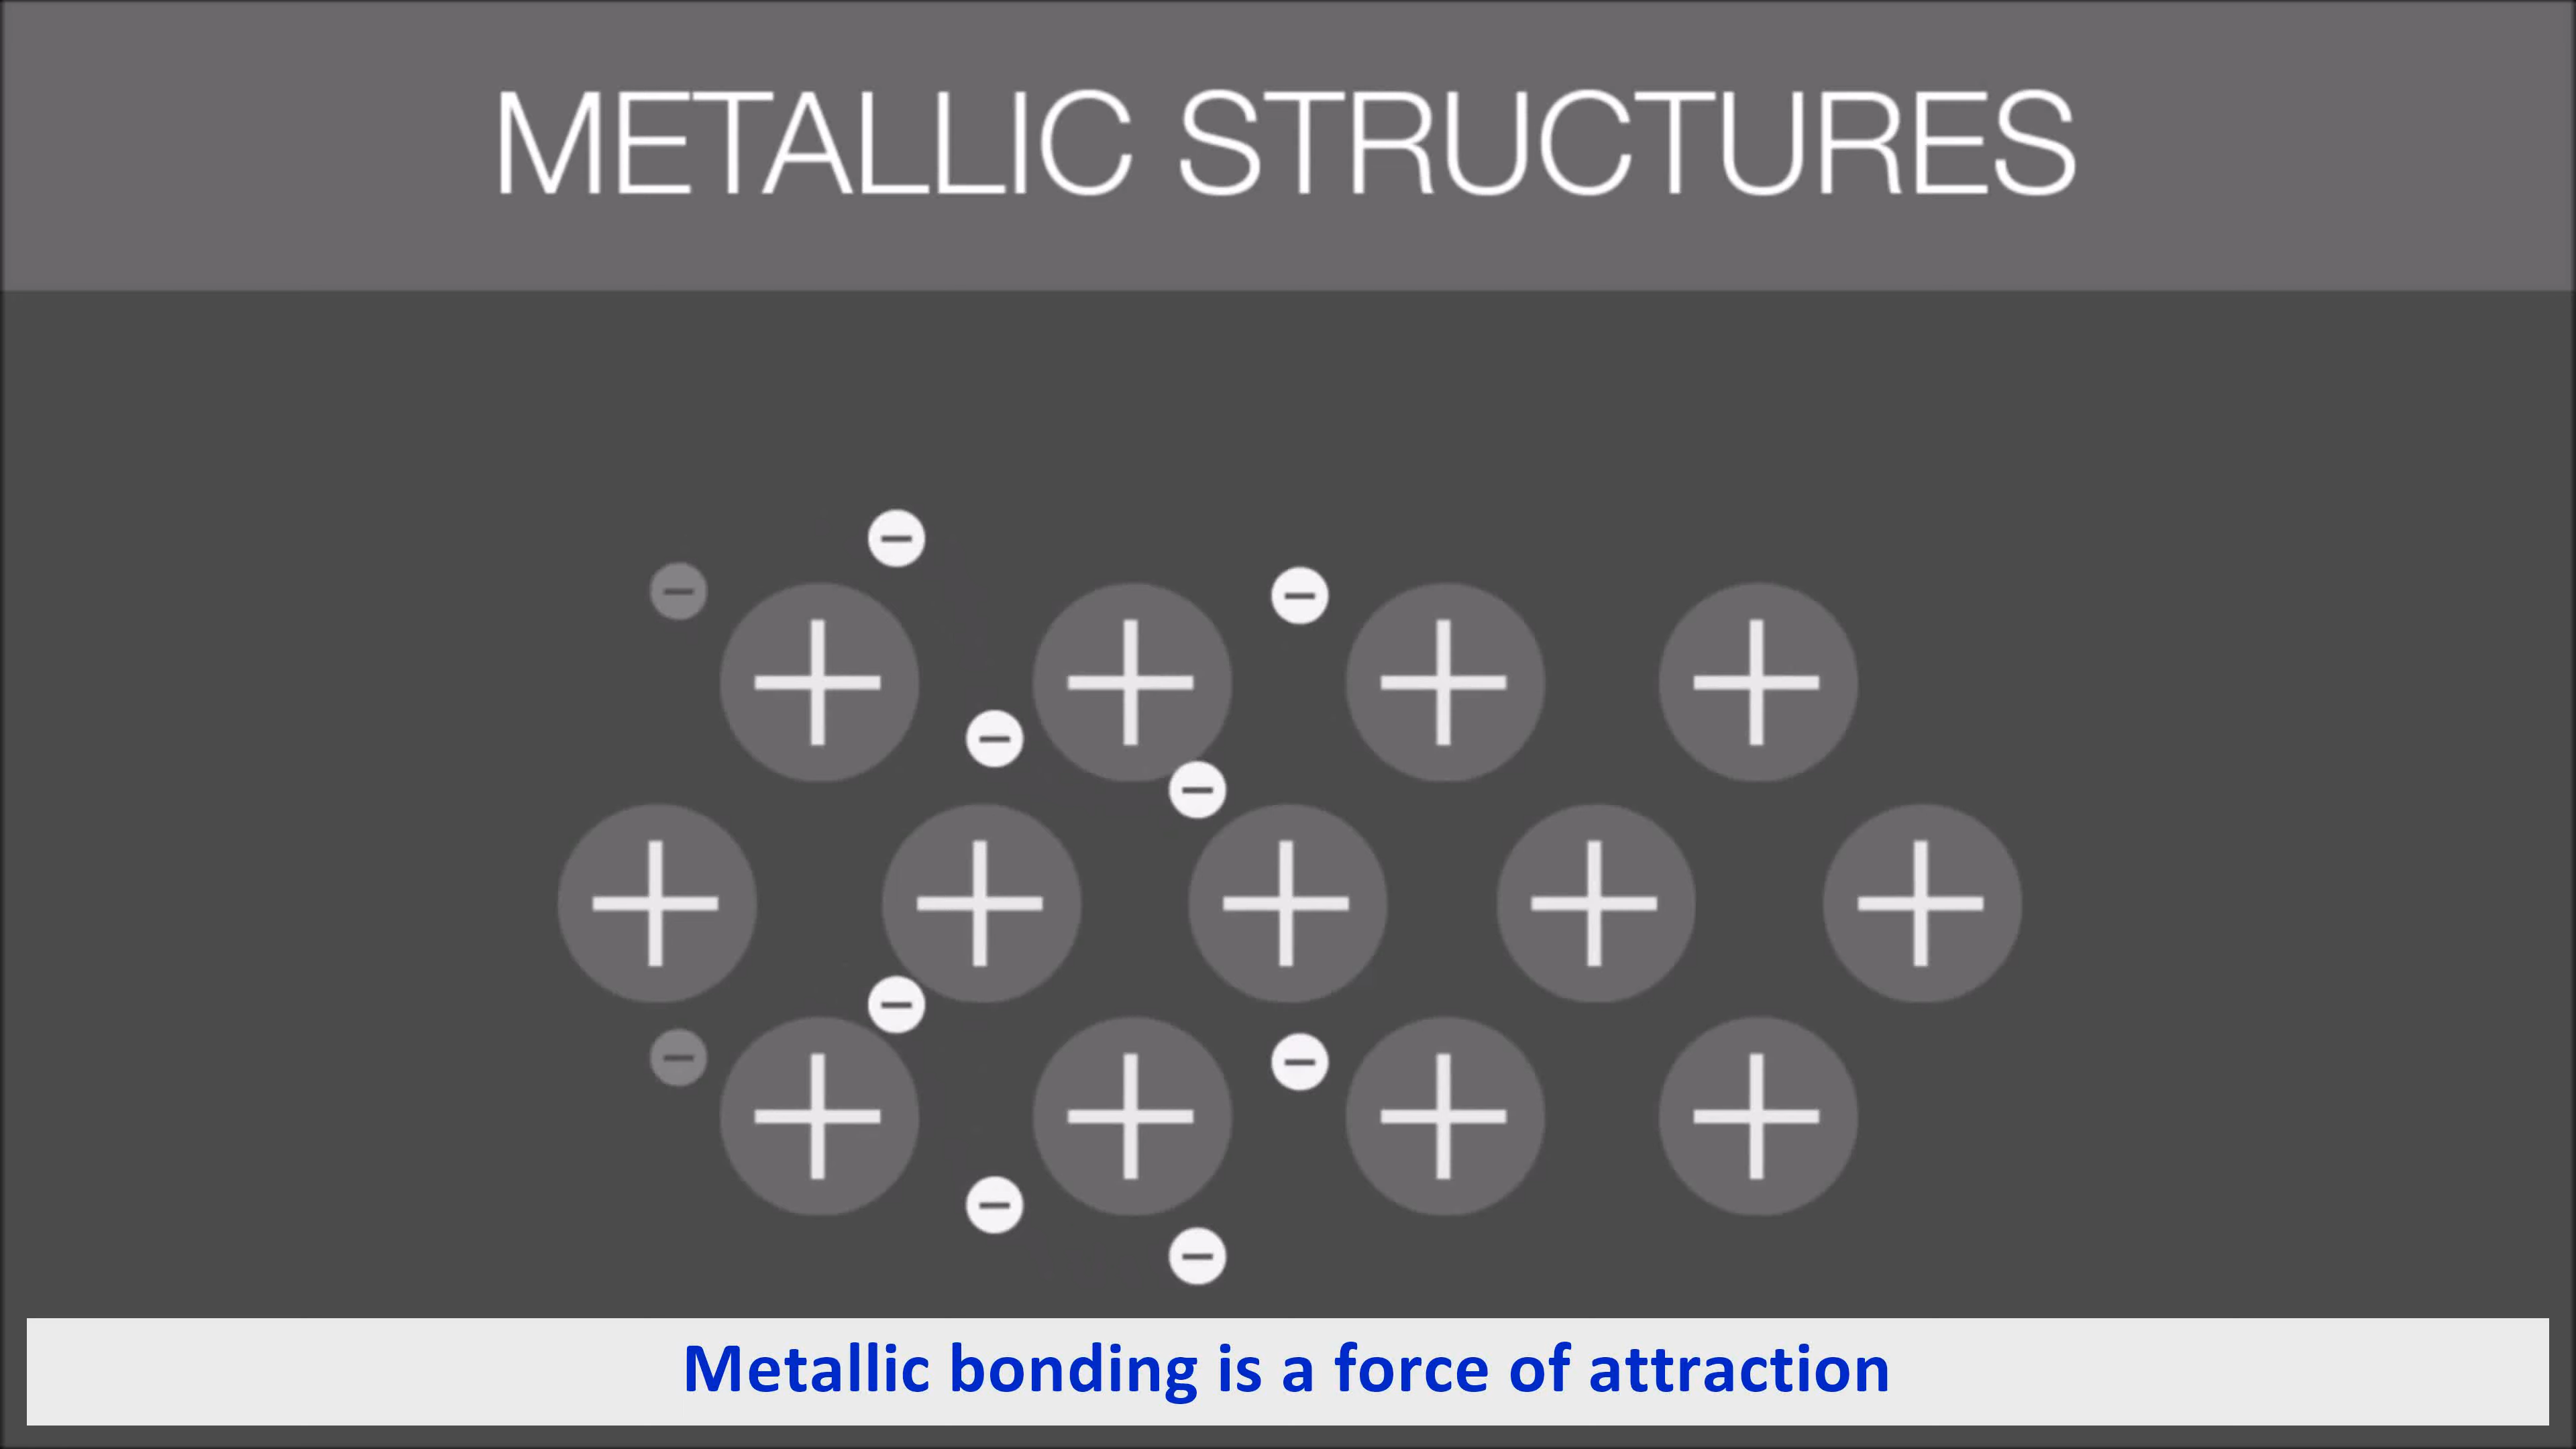 METALLIC STRUCTURES
− −
−
+ + + +
−
−
+ + + + +
−
− −
+ + + +
−
−
Metallic bonding is a force of attraction